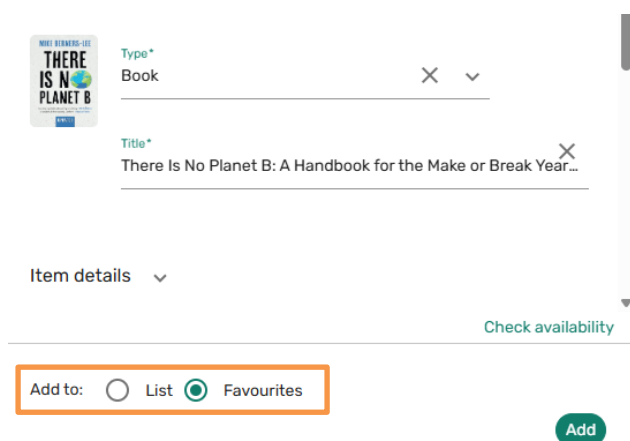 MIKE BERNERS-LEE
THERE
IS NO
PLANET B
Type*
Book
Title*
There Is No Planet B: A Handbook for the Make or Break Year...
Item details
Check availability
Add to: List Favourites
Add